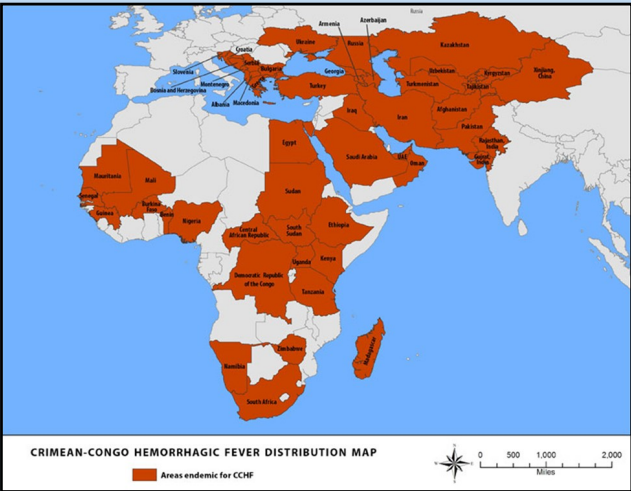 Russia
Armenia
Azerbaijan
Croatia
Ukraine
Russia
Kazakhstan
Slovenia
Serbia
Bulgaria
Georgia
Uzbekistan
Kyrgyzstan
Xinjiang,
China
Bosnia and Herzegovina
Montenegro
Turkey
Turkmenistan
Tajikistan
Albania
Macedonia
Iraq
Iran
Afghanistan
Pakistan
Rajasthan,
India
Egypt
Saudi Arabia
UAE
Oman
Gujrat,
India
Mauritania
Mali
Senegal
Burkina
Faso
Guinea
Benin
Nigeria
Sudan
Central
African Republic
South
Sudan
Ethiopia
Uganda
Kenya
Democratic Republic
of the Congo
Tanzania
Zimbabwe
Madagascar
Namibia
South Africa
CRIMEAN-CONGO HEMORRHAGIC FEVER DISTRIBUTION MAP
Areas endemic for CCHF
0 500 1,000 2,000
Miles